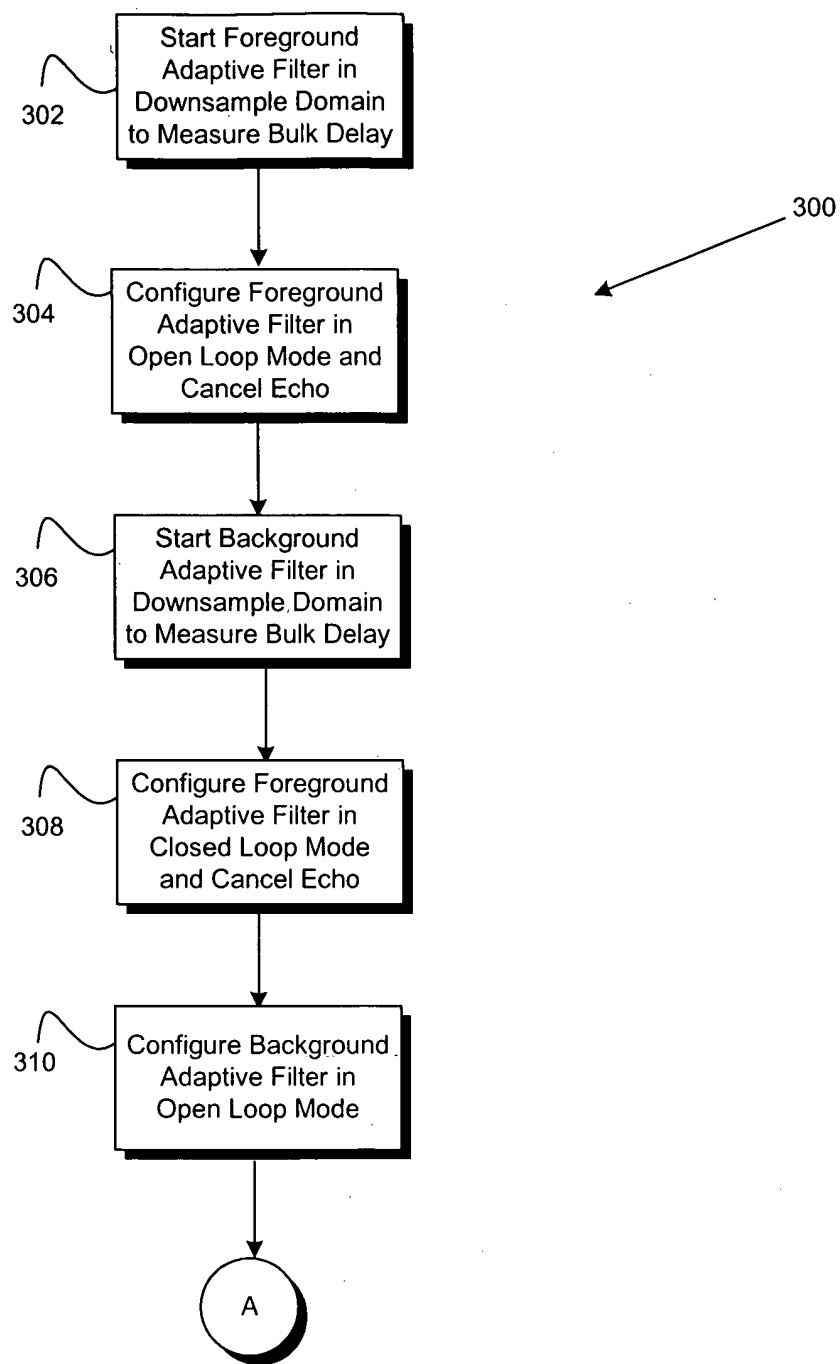 Start Foreground
Adaptive Filter in
Downsample Domain
to Measure Bulk Delay
302
300
Configure Foreground
Adaptive Filter in
Open Loop Mode and
Cancel Echo
304
Start Background
Adaptive Filter in
Downsample Domain
to Measure Bulk Delay
306
Configure Foreground
Adaptive Filter in
Closed Loop Mode
and Cancel Echo
308
Configure Background
Adaptive Filter in
Open Loop Mode
310
A